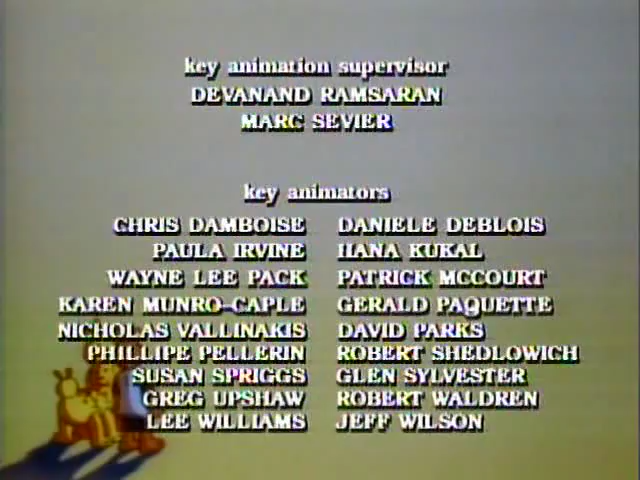 key animation supervisor
DEVANAND RAMSARAN
MARC SEVIER
key animators
CHRIS DAMBOISE DANIELE DEBLOIS
PAULA IRVINE HANA KUKAL
WAYNE LEE PACK PATRICK MCCOURT
KAREN MUNRO-CAPLE GERALD PAQUETTE
NICHOLAS VALLINAKIS DAVID PARKS
PHILLIPE PELLERIN ROBERT SHEDLOWICH
SUSAN SPRIGGS GLEN SYLVESTER
GREG UPSHAW ROBERT WALDREN
LEE WILLIAMS JEFF WILSON